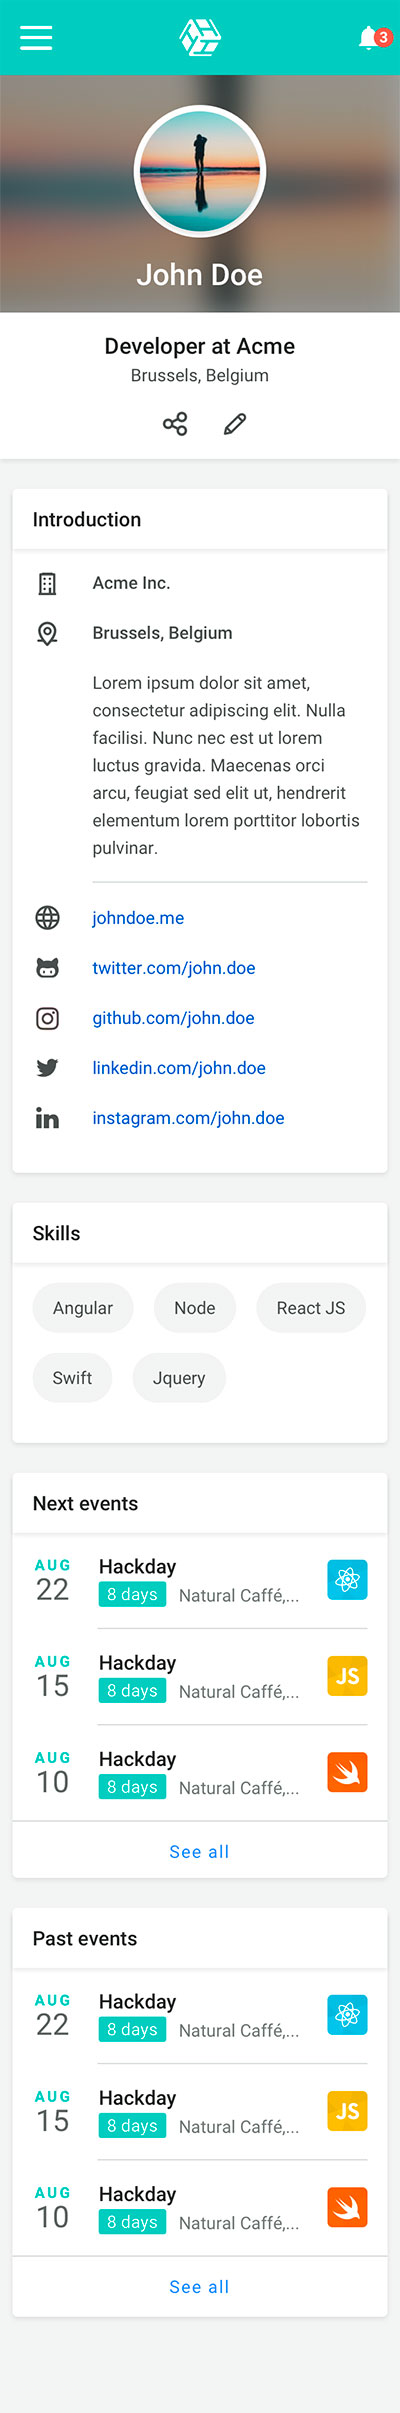 3
John Doe
Developer at Acme
Brussels, Belgium
Introduction
Acme Inc.
Brussels, Belgium
Lorem ipsum dolor sit amet,
consectetur adipiscing elit. Nulla
facilisi. Nunc nec est ut lorem
luctus gravida. Maecenas orci
arcu, feugiat sed elit ut, hendrerit
elementum lorem porttitor lobortis
pulvinar.
johndoe.me
twitter.com/john.doe
github.com/john.doe
linkedin.com/john.doe
in instagram.com/john.doe
Skills
Angular Node React JS
Swift Jquery
Next events
AUG Hackday
22 8 days Natural Caffé,...
AUG Hackday JS
15 8 days Natural Caffé,...
AUG Hackday
10 8 days Natural Caffé,...
See all
Past events
AUG Hackday
22 8 days Natural Caffé,...
AUG Hackday JS
15 8 days Natural Caffé,...
AUG Hackday
10 8 days Natural Caffé,...
See all